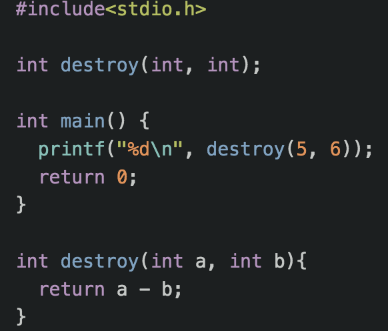 #include<stdio.h>
int destroy(int, int);
int main() {
  printf("%d\n", destroy(5, 6));
  return 0;
}
int destroy(int a, int b){
  return a - b;
}